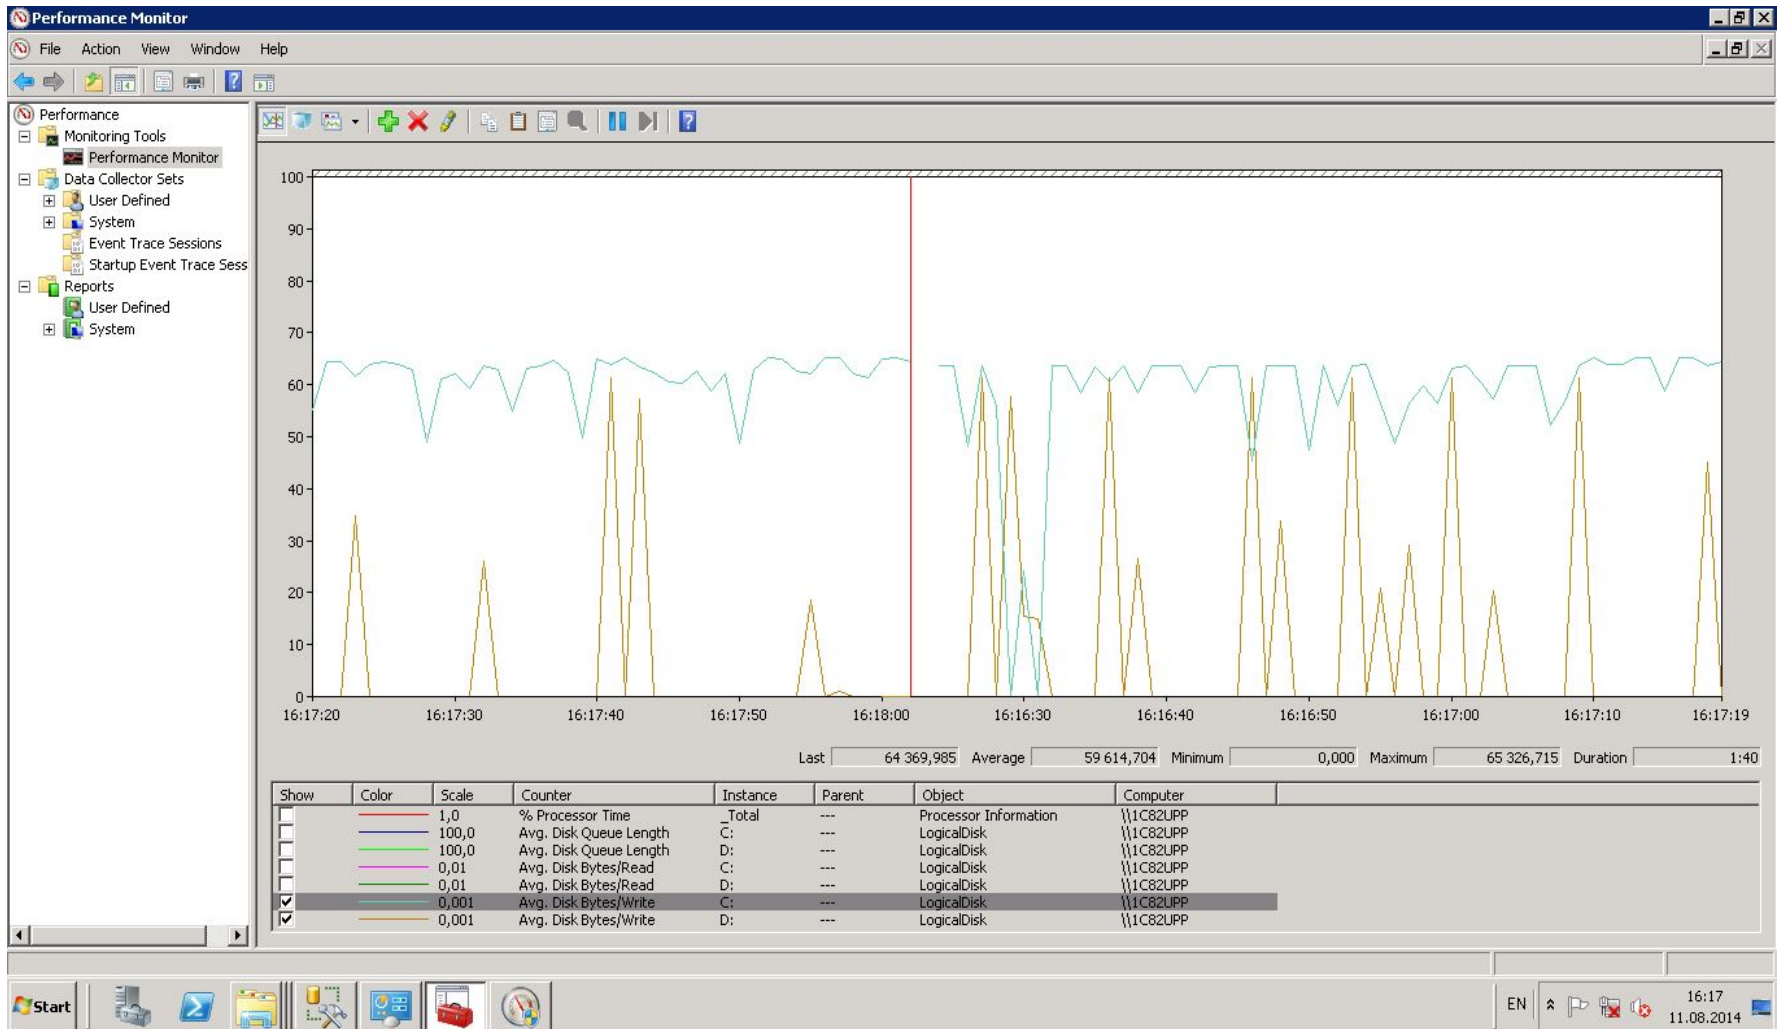 Performance Monitor
File Action View Window Help
Performance
Monitoring Tools
Performance Monitor
Data Collector Sets
User Defined
System
Event Trace Sessions
Startup Event Trace Sess
Reports
User Defined
System
100
90
80
70
60
50
40
30
20
10
0
16:17:20 16:17:30 16:17:40 16:17:50 16:18:00 16:16:30 16:16:40 16:16:50 16:17:00 16:17:10 16:17:19
Last 64 369,985 Average 59 614,704 Minimum 0,000 Maximum 65 326,715 Duration 1:40
Show Color Scale Counter Instance Parent Object Computer
1,0 % Processor Time _Total --- Processor Information \\1C82UPP
100,0 Avg. Disk Queue Length C: --- LogicalDisk \\1C82UPP
100,0 Avg. Disk Queue Length D: --- LogicalDisk \\1C82UPP
0,01 Avg. Disk Bytes/Read C: --- LogicalDisk \\1C82UPP
0,01 Avg. Disk Bytes/Read D: --- LogicalDisk \\1C82UPP
0,001 Avg. Disk Bytes/Write C: --- LogicalDisk \\1C82UPP
0,001 Avg. Disk Bytes/Write D: --- LogicalDisk \\1C82UPP
Start
EN
16:17
11.08.2014